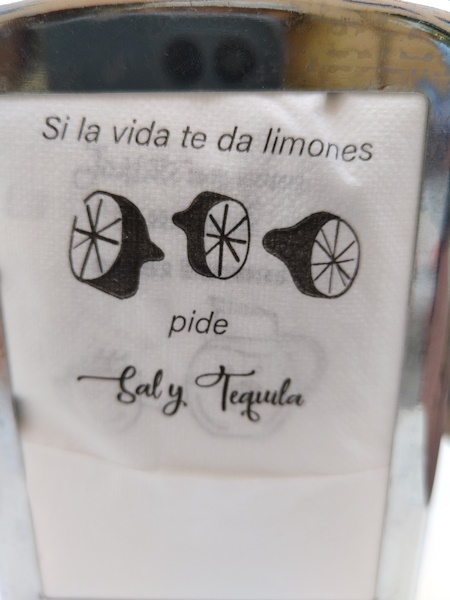 Si la vida te da limones
pide
Sal y Tequila